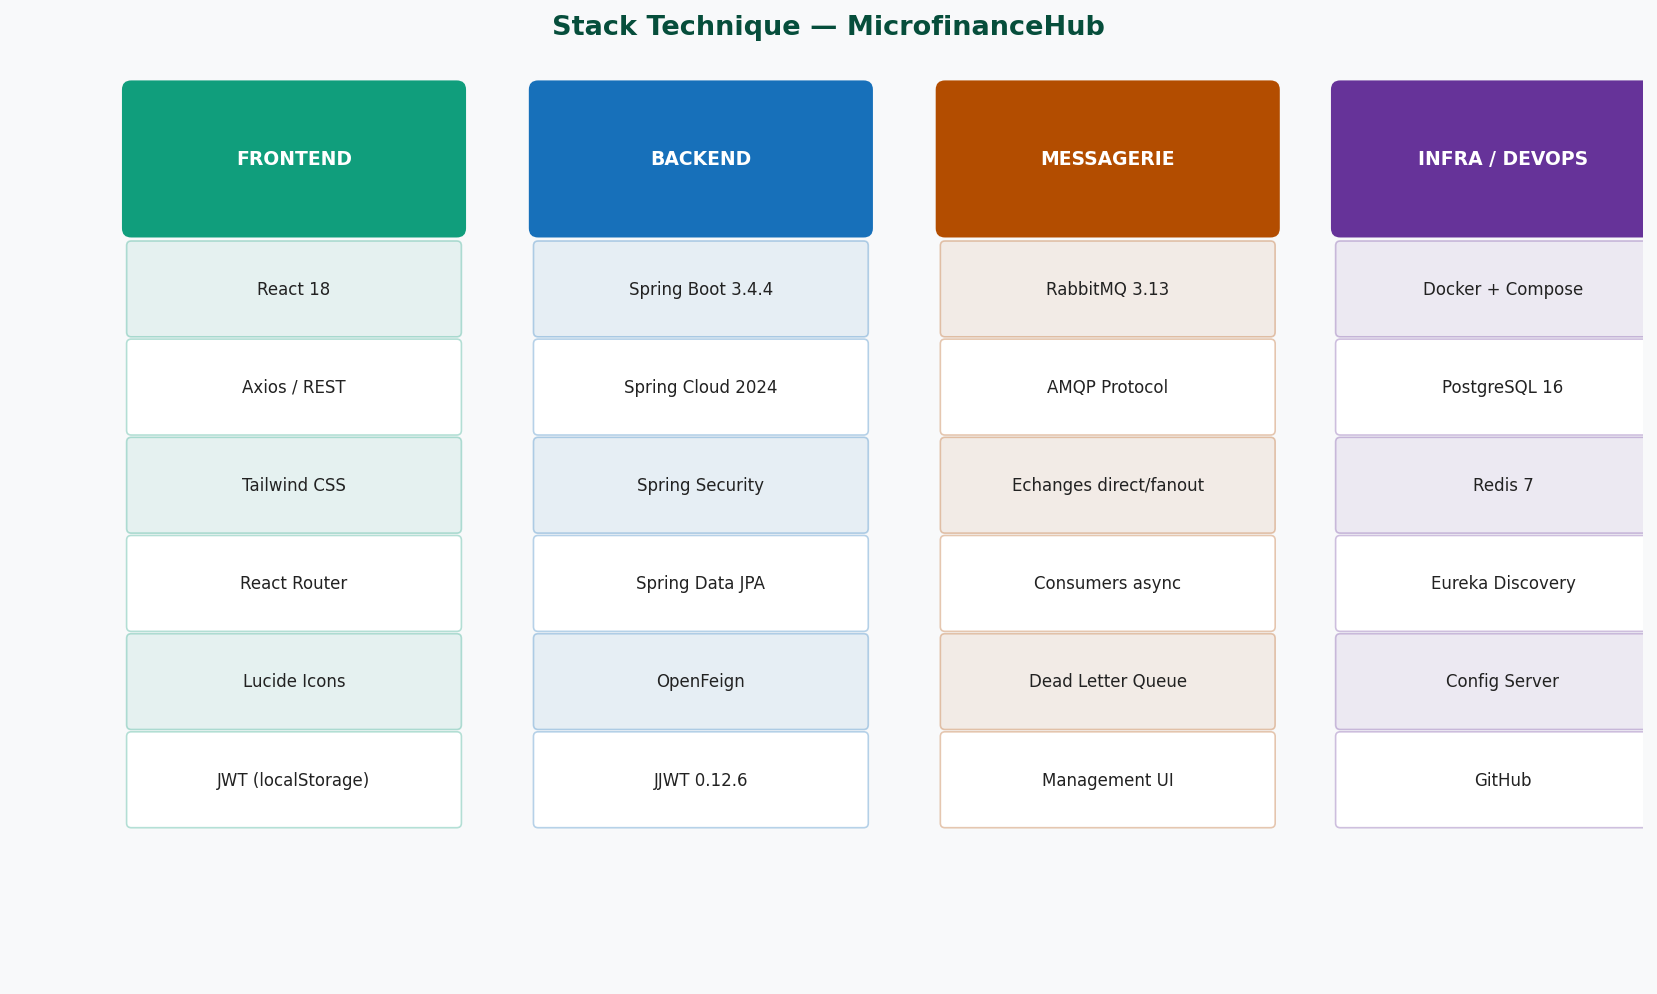 Stack Technique — MicrofinanceHub
FRONTEND
React 18
Axios / REST
Tailwind CSS
React Router
Lucide Icons
JWT (localStorage)
BACKEND
Spring Boot 3.4.4
Spring Cloud 2024
Spring Security
Spring Data JPA
OpenFeign
JJWT 0.12.6
MESSAGERIE
RabbitMQ 3.13
AMQP Protocol
Echanges direct/fanout
Consumers async
Dead Letter Queue
Management UI
INFRA / DEVOPS
Docker + Compose
PostgreSQL 16
Redis 7
Eureka Discovery
Config Server
GitHub